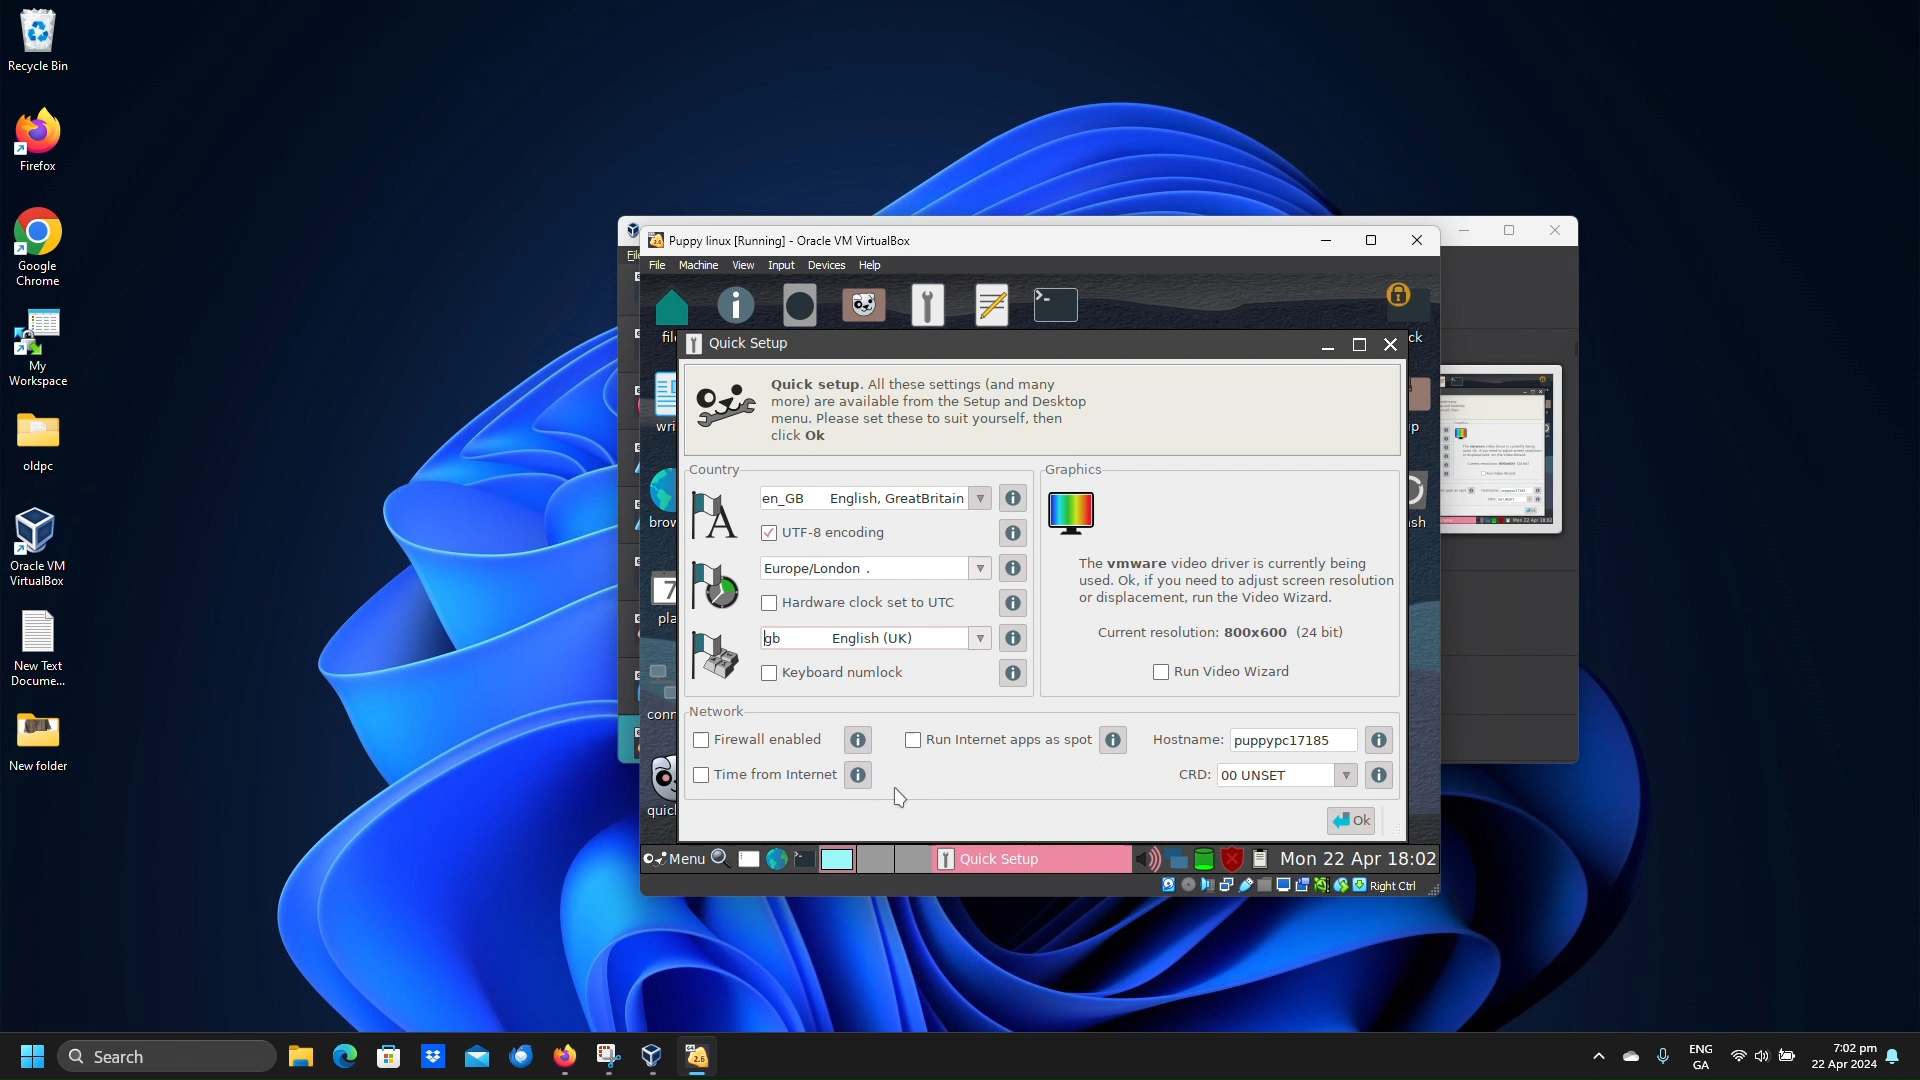 Recycle Bin
Firefox
Google
Chrome
My
Workspace
oldpc
Oracle VM
VirtualBox
New Text
Docume...
New folder
Puppy linux [Running] - Oracle VM VirtualBox
File Machine View Input Devices Help
Quick Setup
Quick setup. All these settings (and many
more) are available from the Setup and Desktop
menu. Please set these to suit yourself, then
click Ok
Country
en_GB English, GreatBritain
UTF-8 encoding
Europe/London .
Hardware clock set to UTC
gb English (UK)
Keyboard numlock
Graphics
The vmware video driver is currently being
used. Ok, if you need to adjust screen resolution
or displacement, run the Video Wizard.
Current resolution: 800x600 (24 bit)
Run Video Wizard
Network
Firewall enabled
Run Internet apps as spot
Hostname: puppypc17185
Time from Internet
CRD: 00 UNSET
Ok
Menu
Quick Setup
Mon 22 Apr 18:02
Right Ctrl
Search
ENG
GA
7:02 pm
22 Apr 2024